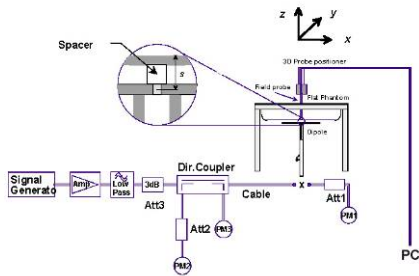 z
y
x
Spacer
s
3D Probe positioner
Field probe
Flat Phantom
Dipole
Signal
Generato
Amp
Low
Pass
3dB
Att3
Dir.Coupler
Cable
x
Att1
PM1
Att2
PM3
PM2
PC